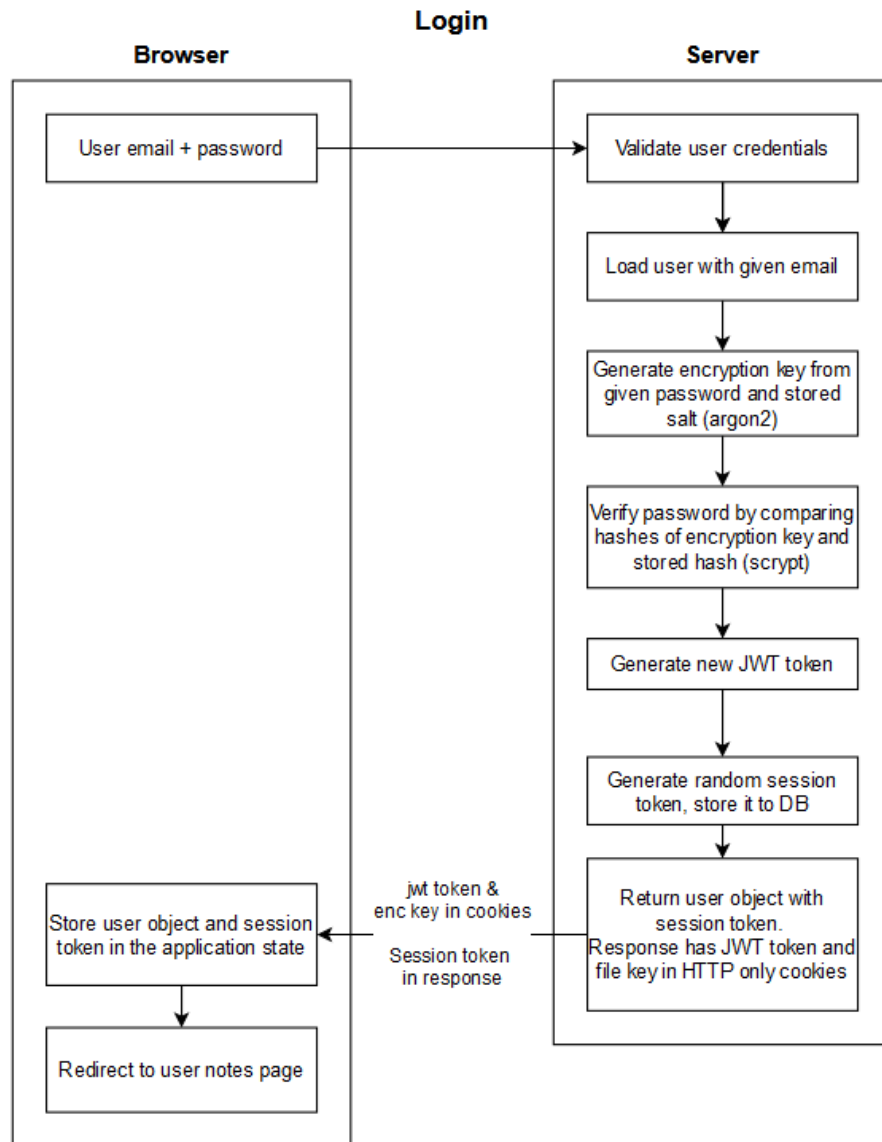 Login
Browser
Server
User email + password
Validate user credentials
Load user with given email
Generate encryption key from
given password and stored
salt (argon2)
Verify password by comparing
hashes of encryption key and
stored hash (scrypt)
Generate new JWT token
Generate random session
token, store it to DB
Return user object with
session token.
Response has JWT token and
file key in HTTP only cookies
jwt token &
enc key in cookies
Session token
in response
Store user object and session
token in the application state
Redirect to user notes page